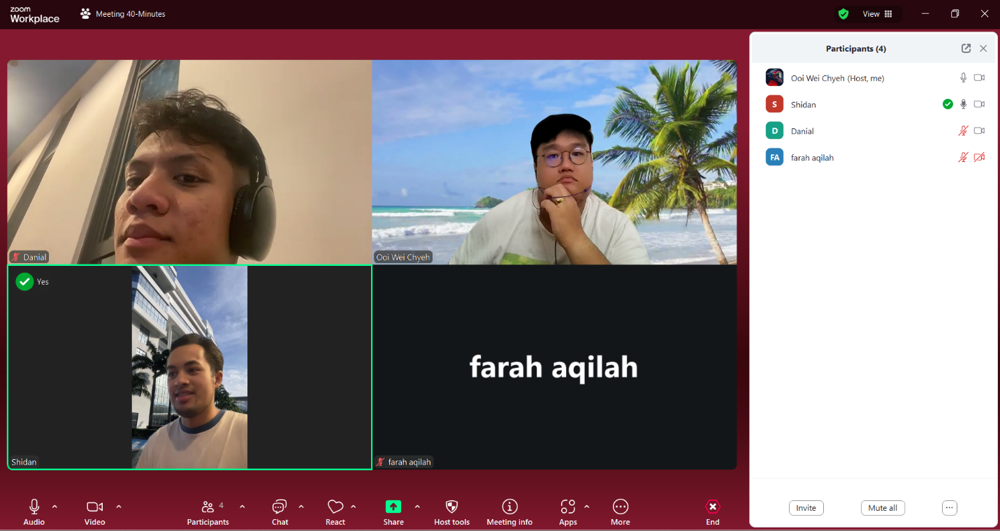 zoom
Workplace
Meeting 40-Minutes
View
Danial
Ooi Wei Chyeh
Yes
Shidan
farah aqilah
farah aqilah
Participants (4)
Ooi Wei Chyeh (Host, me)
S
Shidan
D
Danial
FA
farah aqilah
Invite
Mute all
Audio
Video
4
Participants
Chat
React
Share
Host tools
Meeting info
Apps
More
End